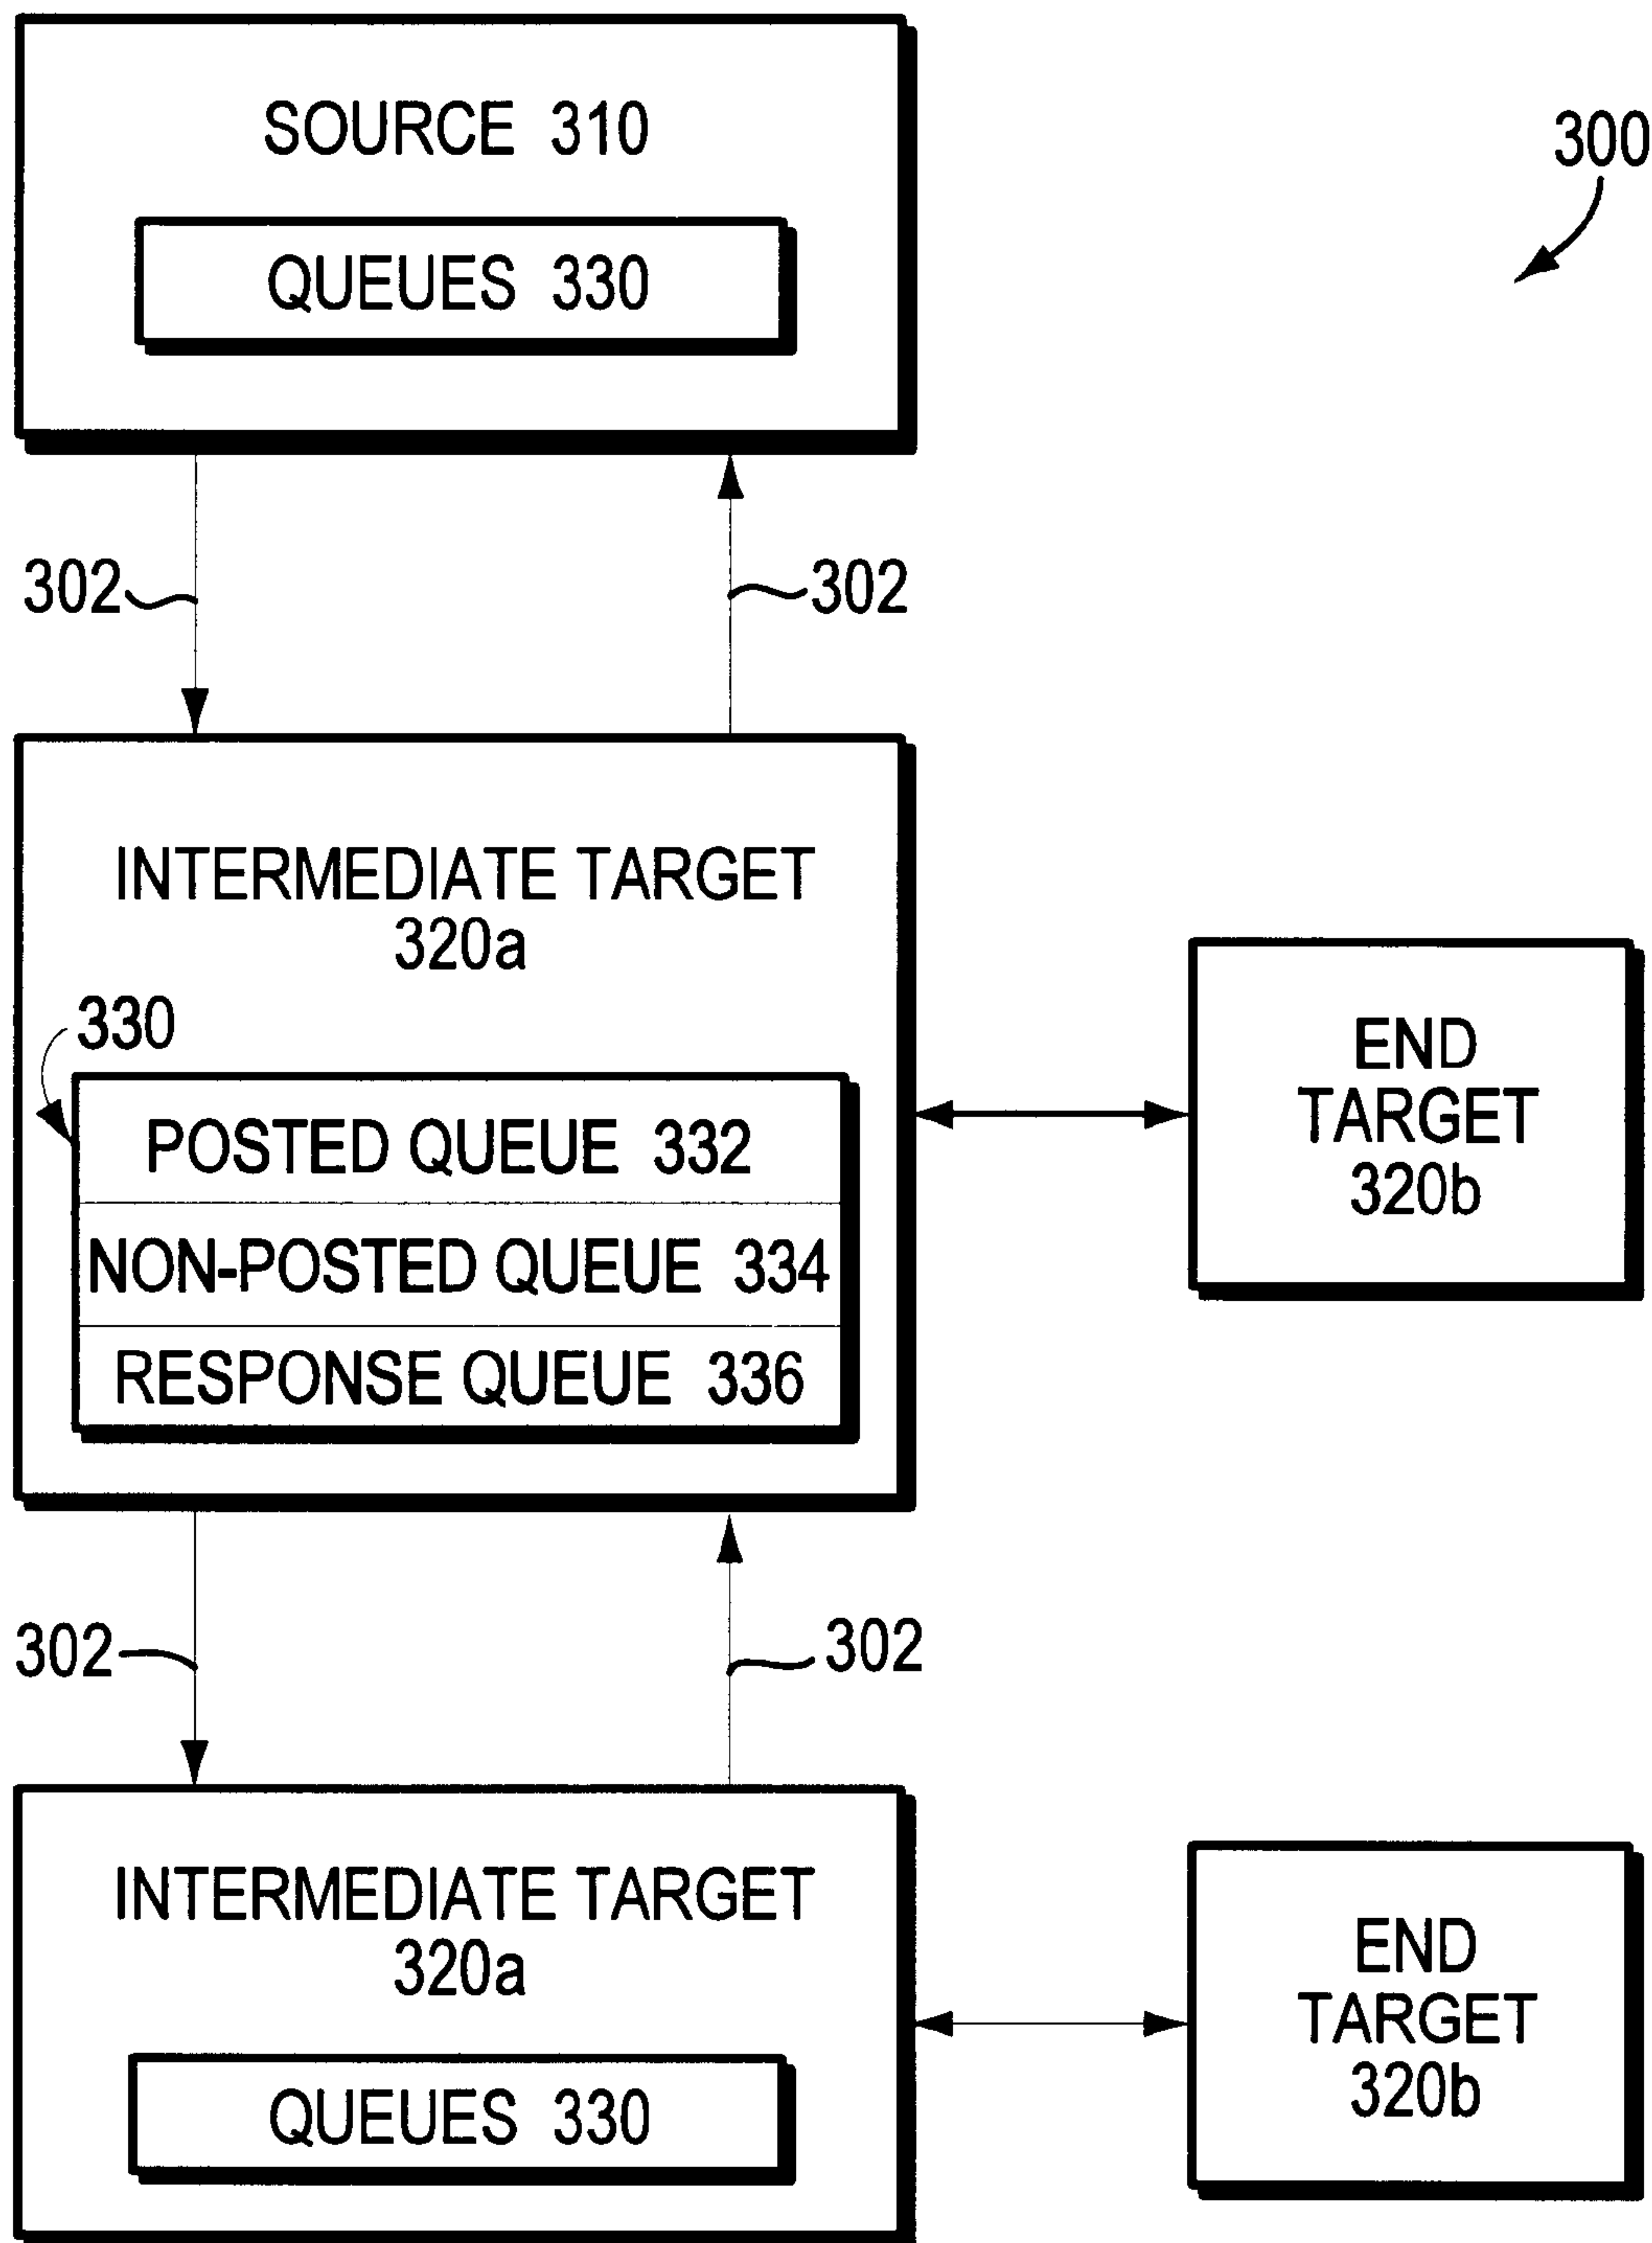 SOURCE 310
300
QUEUES 330
302
302
INTERMEDIATE TARGET
320a
330
POSTED QUEUE 332
NON-POSTED QUEUE 334
RESPONSE QUEUE 336
END
TARGET
320b
302
302
INTERMEDIATE TARGET
320a
QUEUES 330
END
TARGET
320b